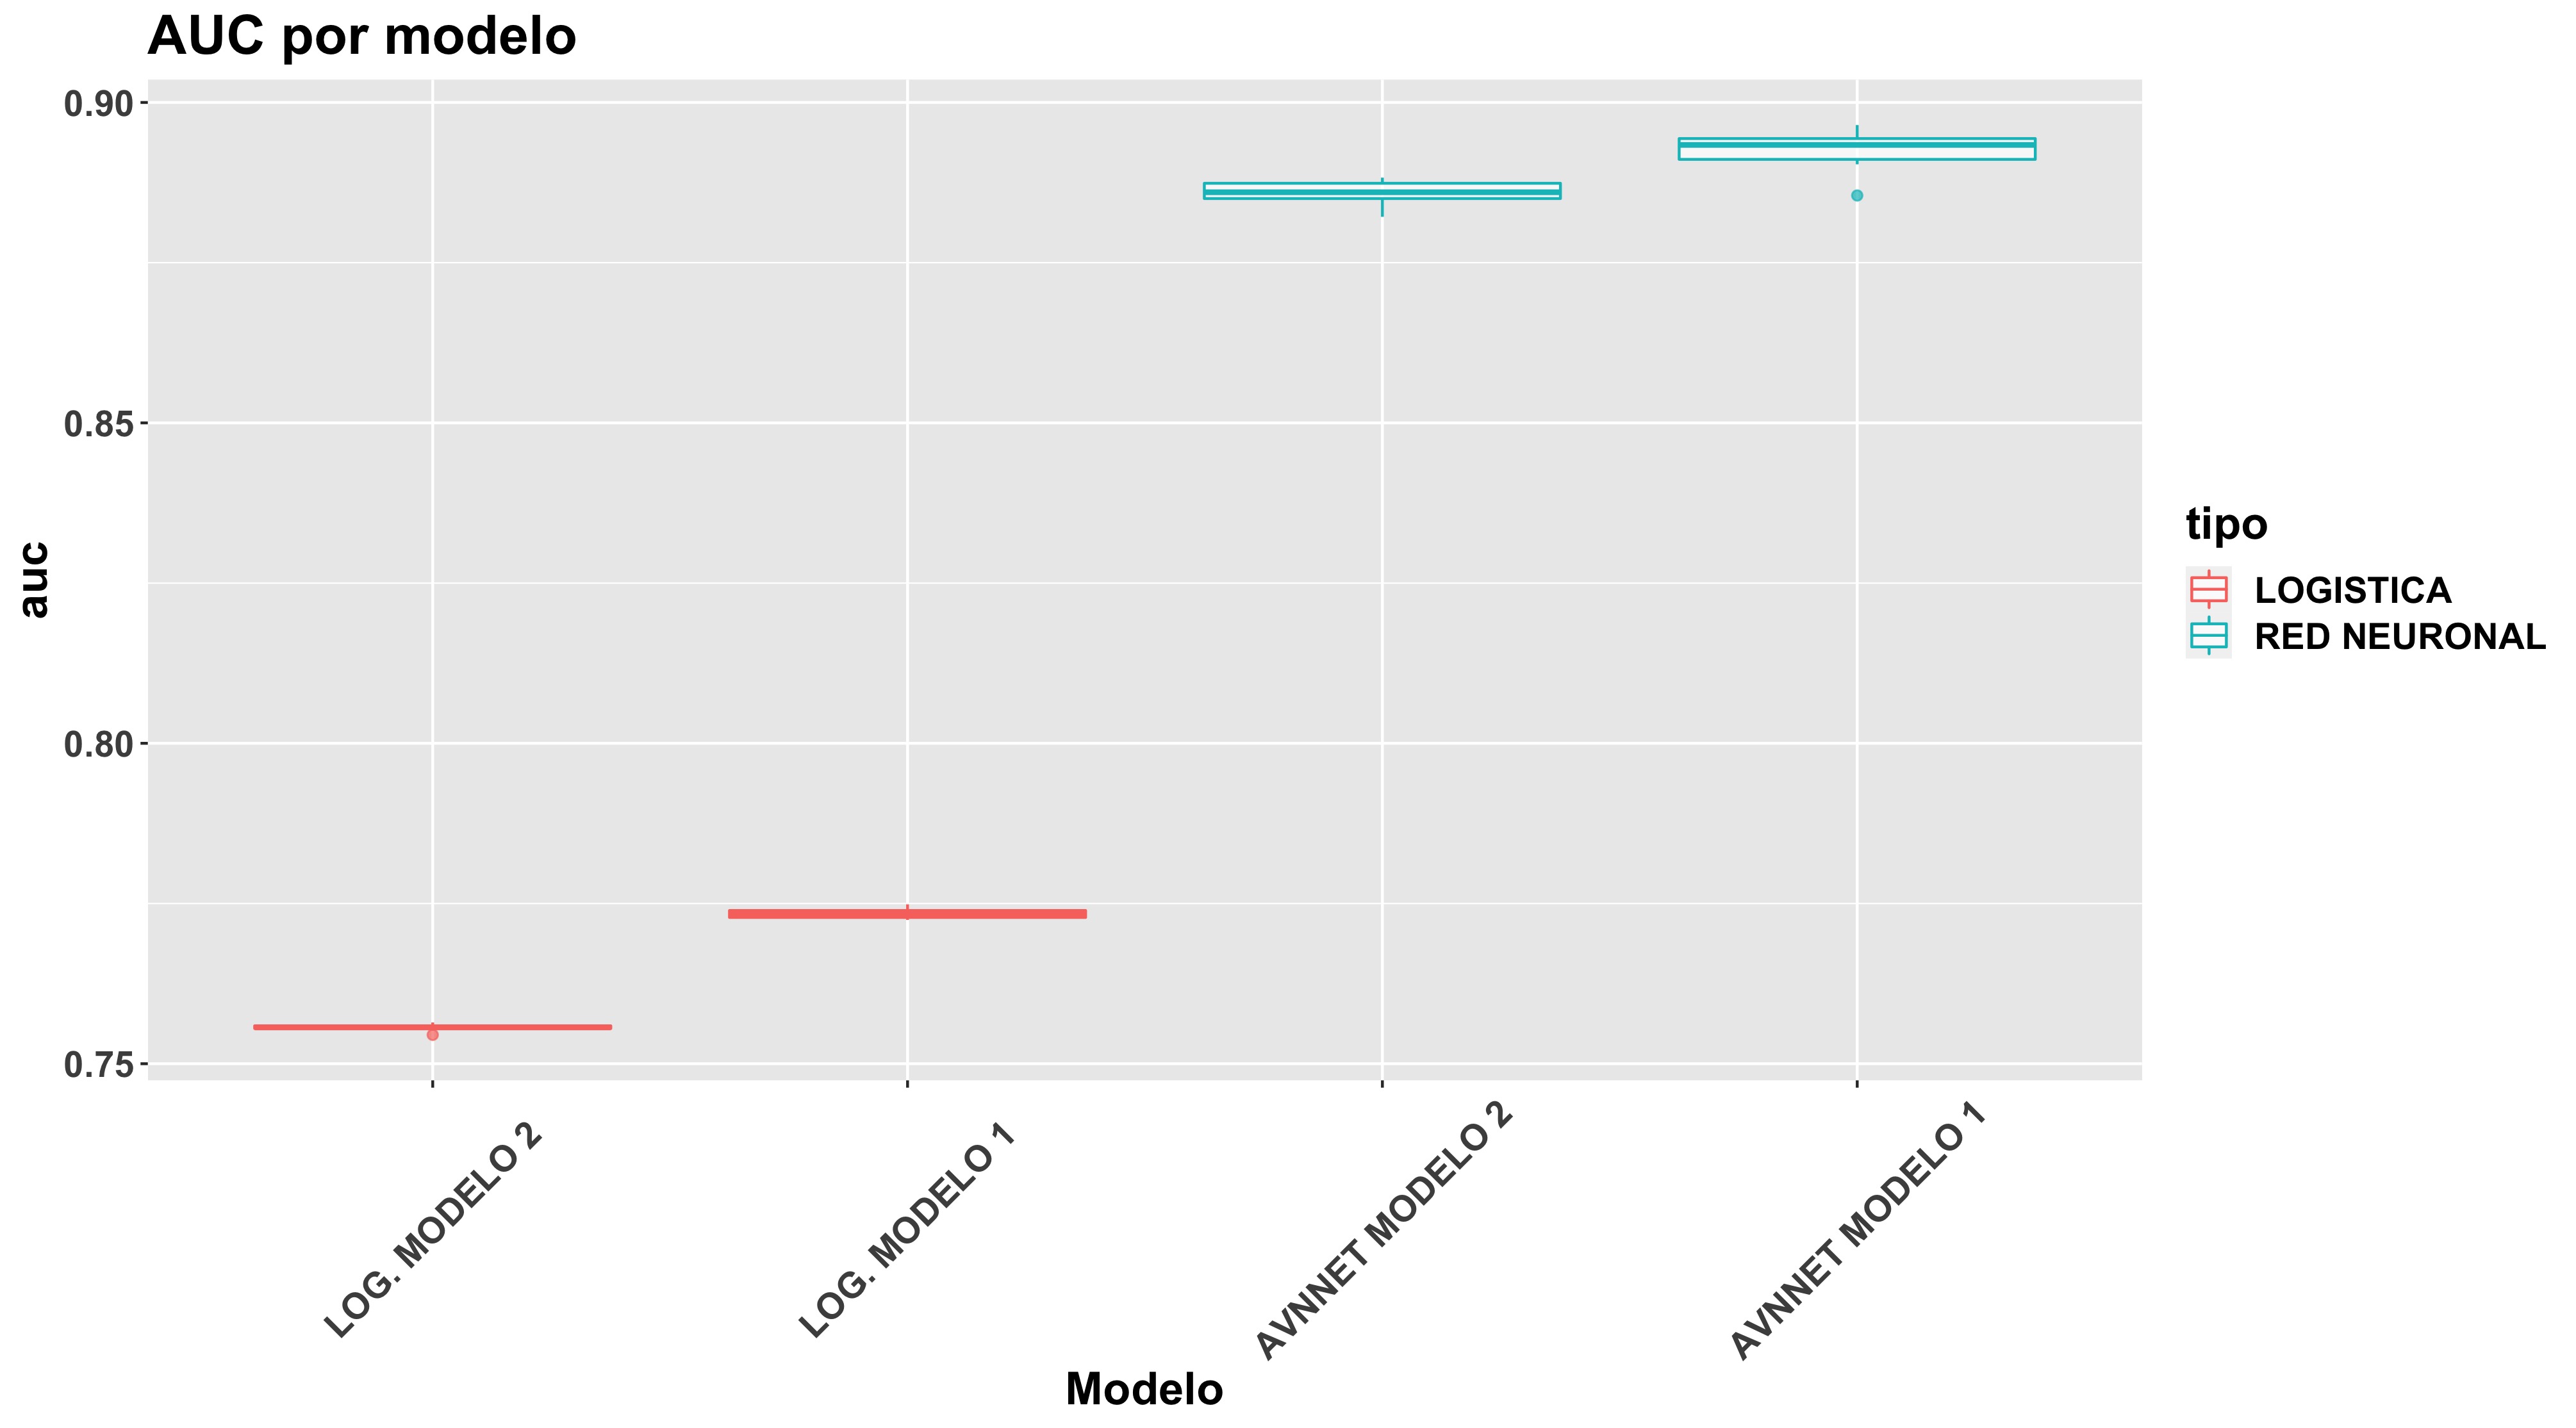 AUC por modelo
0.90
0.85
0.80
0.75
auc
LOG. MODELO 2
LOG. MODELO 1
AVNNET MODELO 2
AVNNET MODELO 1
Modelo
tipo
LOGISTICA
RED NEURONAL